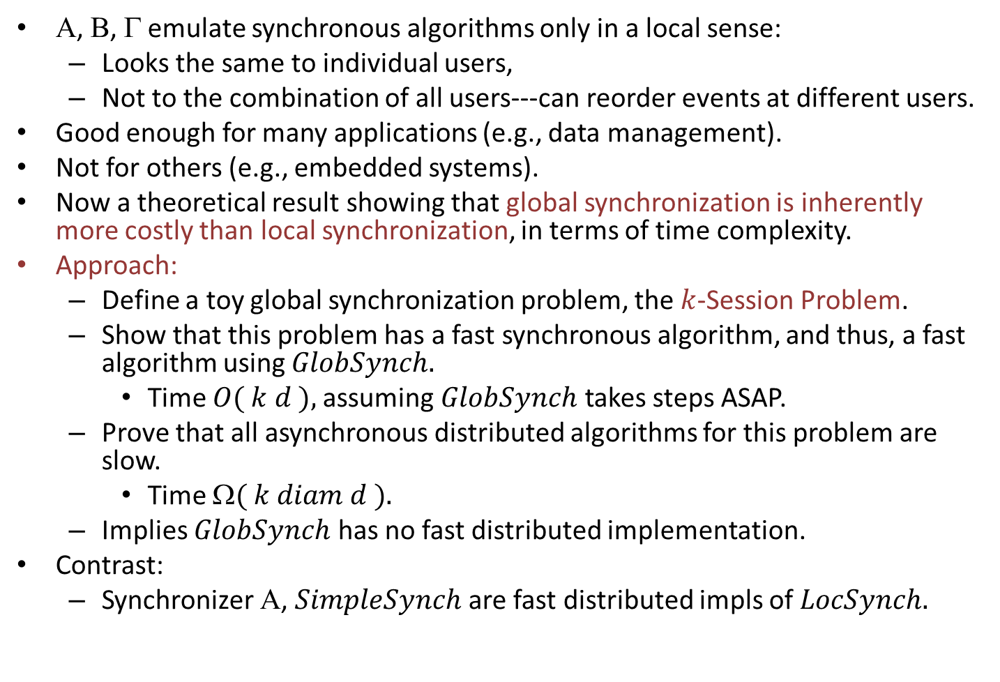 • Α, Β, Γ emulate synchronous algorithms only in a local sense:
– Looks the same to individual users,
– Not to the combination of all users---can reorder events at different users.
• Good enough for many applications (e.g., data management).
• Not for others (e.g., embedded systems).
• Now a theoretical result showing that global synchronization is inherently
more costly than local synchronization, in terms of time complexity.
• Approach:
– Define a toy global synchronization problem, the k-Session Problem.
– Show that this problem has a fast synchronous algorithm, and thus, a fast
algorithm using GlobSynch.
• Time O( k d ), assuming GlobSynch takes steps ASAP.
– Prove that all asynchronous distributed algorithms for this problem are
slow.
• Time Ω( k diam d ).
– Implies GlobSynch has no fast distributed implementation.
• Contrast:
– Synchronizer Α, SimpleSynch are fast distributed impls of LocSynch.